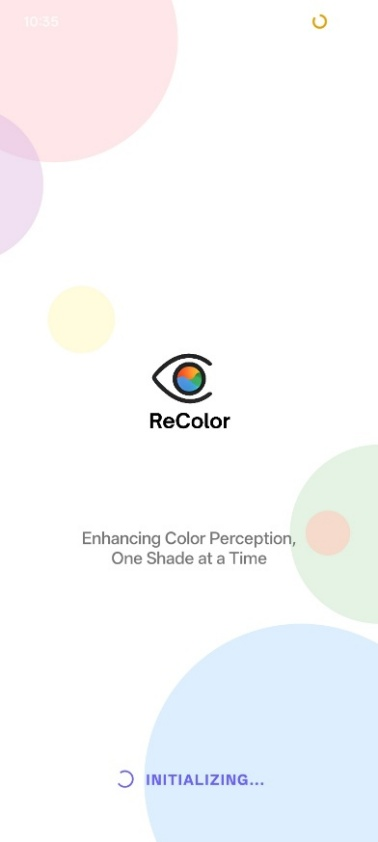 10:35
ReColor
Enhancing Color Perception,
One Shade at a Time
INITIALIZING...